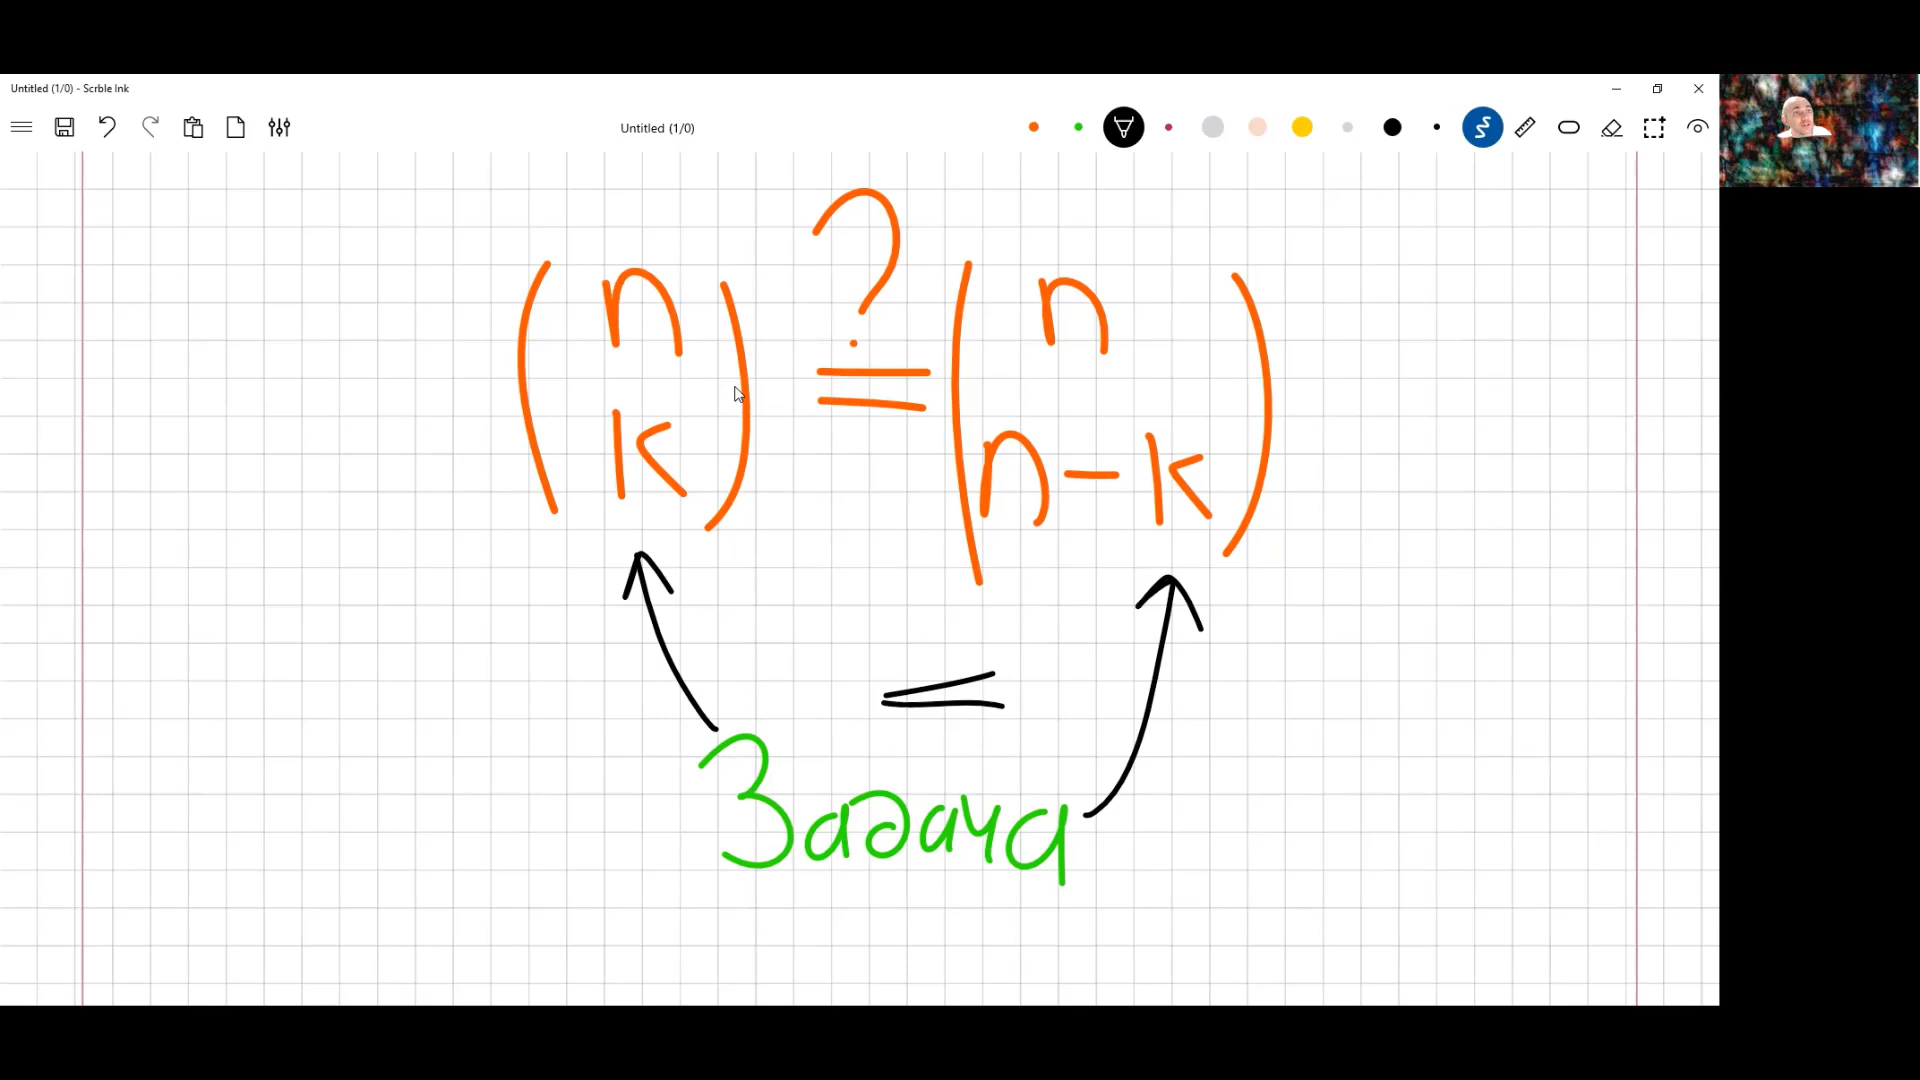 Untitled (1/0) - Scrble Ink
Untitled (1/0)
?
(n k) = (n n-k)
=
Задача